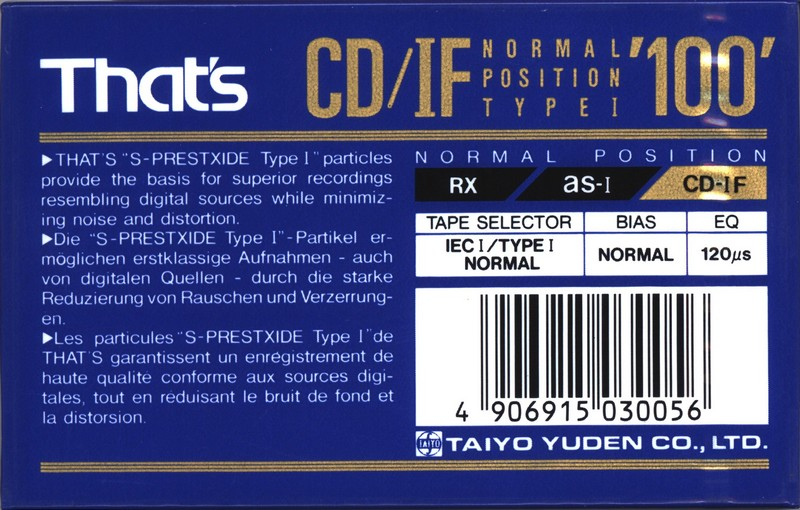 That's
CD/IF NORMAL POSITION TYPE I '100'
►THAT'S "S-PRESTXIDE Type I" particles
provide the basis for superior recordings
resembling digital sources while minimiz-
ing noise and distortion.
►Die "S-PRESTXIDE Type I"-Partikel er-
möglichen erstklassige Aufnahmen - auch
von digitalen Quellen - durch die starke
Reduzierung von Rauschen und Verzerrung-
en.
►Les particules "S-PRESTXIDE Type I" de
THAT'S garantissent un enrégistrement de
haute qualite conforme aux sources digi-
tales, tout en réduisant le bruit de fond et
la distorsion.
NORMAL POSITION
RX as-I CD-IF
TAPE SELECTOR BIAS EQ
IEC I/TYPE I
NORMAL NORMAL 120μs
4 906915 030056
TAIYO YUDEN CO., LTD.